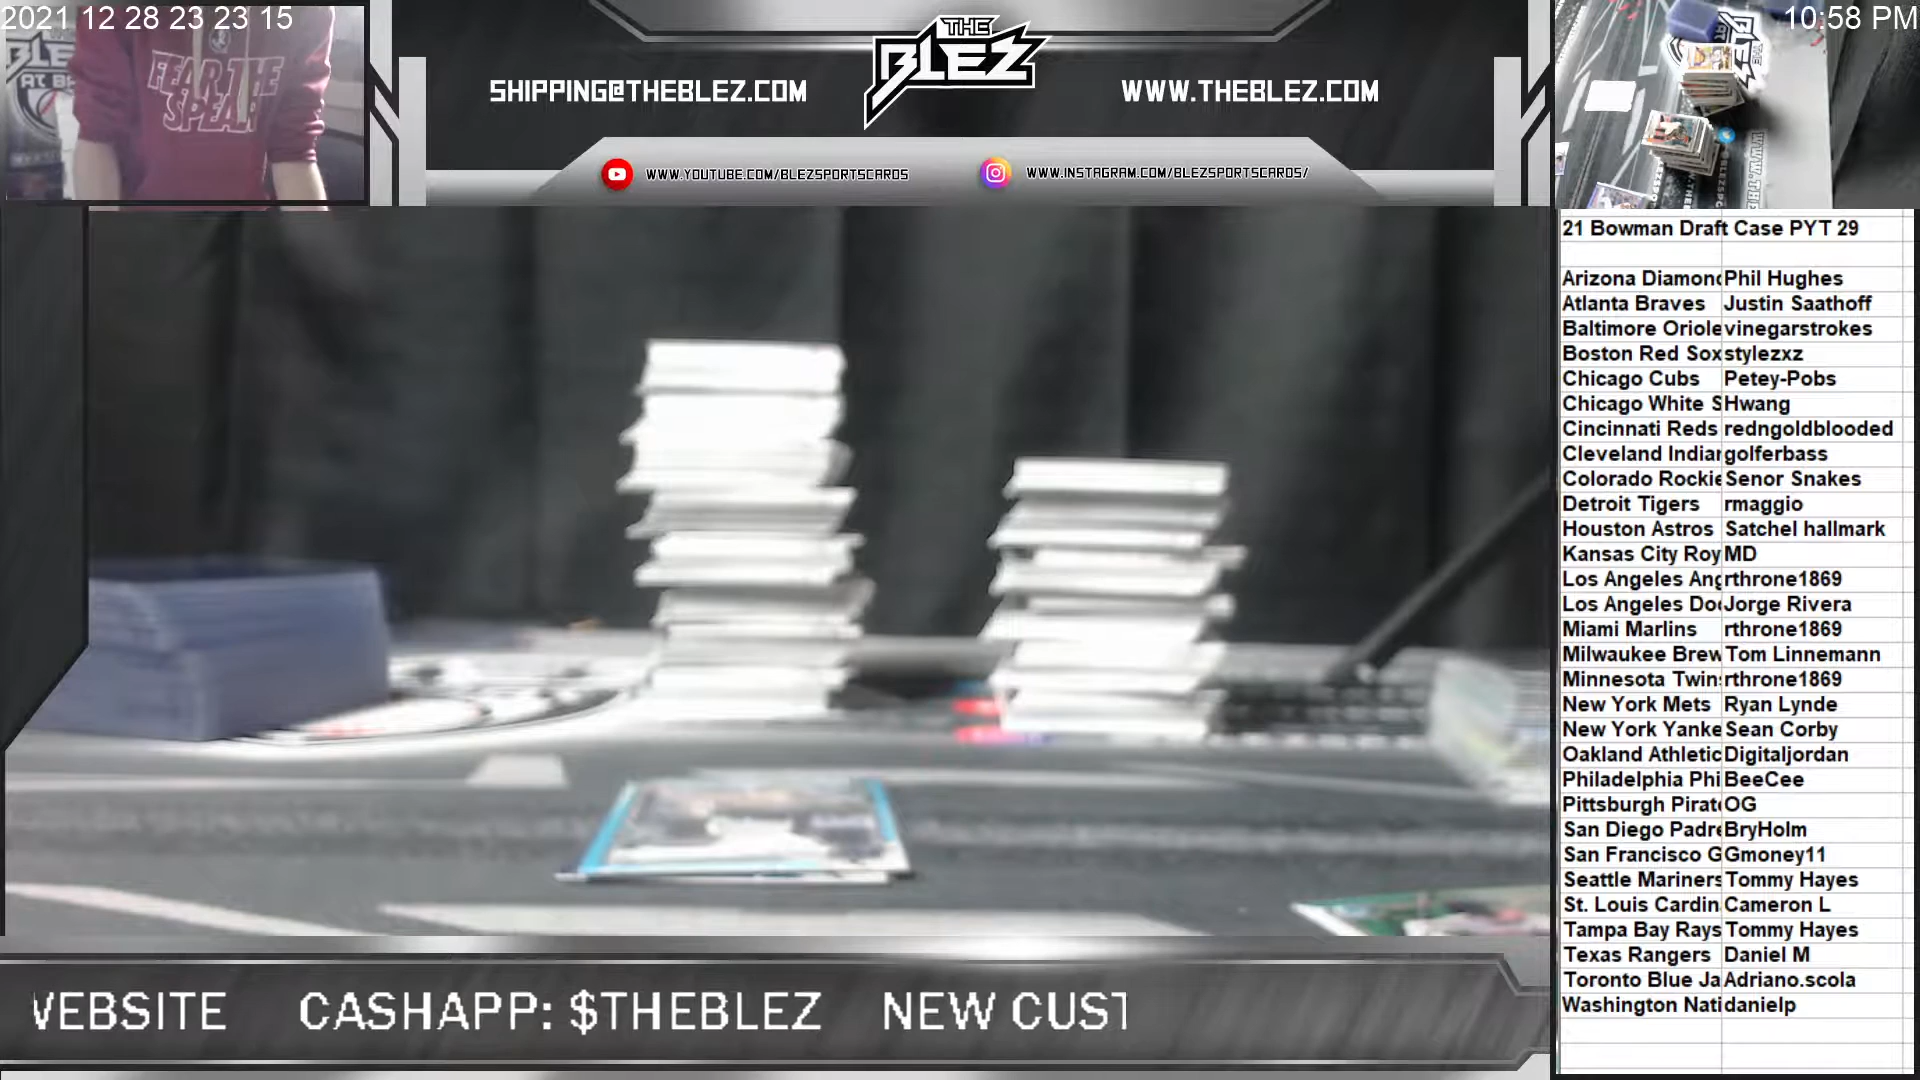 2021 12 28 23 23 15
10:58 PM
FEAR THE
SPEAR
THE
BLEZ
SHIPPING@THEBLEZ.COM
WWW.THEBLEZ.COM
WWW.YOUTUBE.COM/BLEZSPORTSCARDS
WWW.INSTAGRAM.COM/BLEZSPORTSCARDS/
21 Bowman Draft Case PYT 29
Arizona Diamon Phil Hughes
Atlanta Braves Justin Saathoff
Baltimore Oriole vinegarstrokes
Boston Red Sox stylezxz
Chicago Cubs Petey-Pobs
Chicago White S Hwang
Cincinnati Reds redngoldblooded
Cleveland Indian golferbass
Colorado Rockie Senor Snakes
Detroit Tigers rmaggio
Houston Astros Satchel hallmark
Kansas City Roy MD
Los Angeles Ang rthrone1869
Los Angeles Do Jorge Rivera
Miami Marlins rthrone1869
Milwaukee Brew Tom Linnemann
Minnesota Twins rthrone1869
New York Mets Ryan Lynde
New York Yanke Sean Corby
Oakland Athletic Digitaljordan
Philadelphia Phi BeeCee
Pittsburgh Pirat OG
San Diego Padre BryHolm
San Francisco G Gmoney11
Seattle Mariners Tommy Hayes
St. Louis Cardin Cameron L
Tampa Bay Rays Tommy Hayes
Texas Rangers Daniel M
Toronto Blue Ja Adriano.scola
Washington Nati danielp
WEBSITE CASHAPP: $THEBLEZ NEW CUST